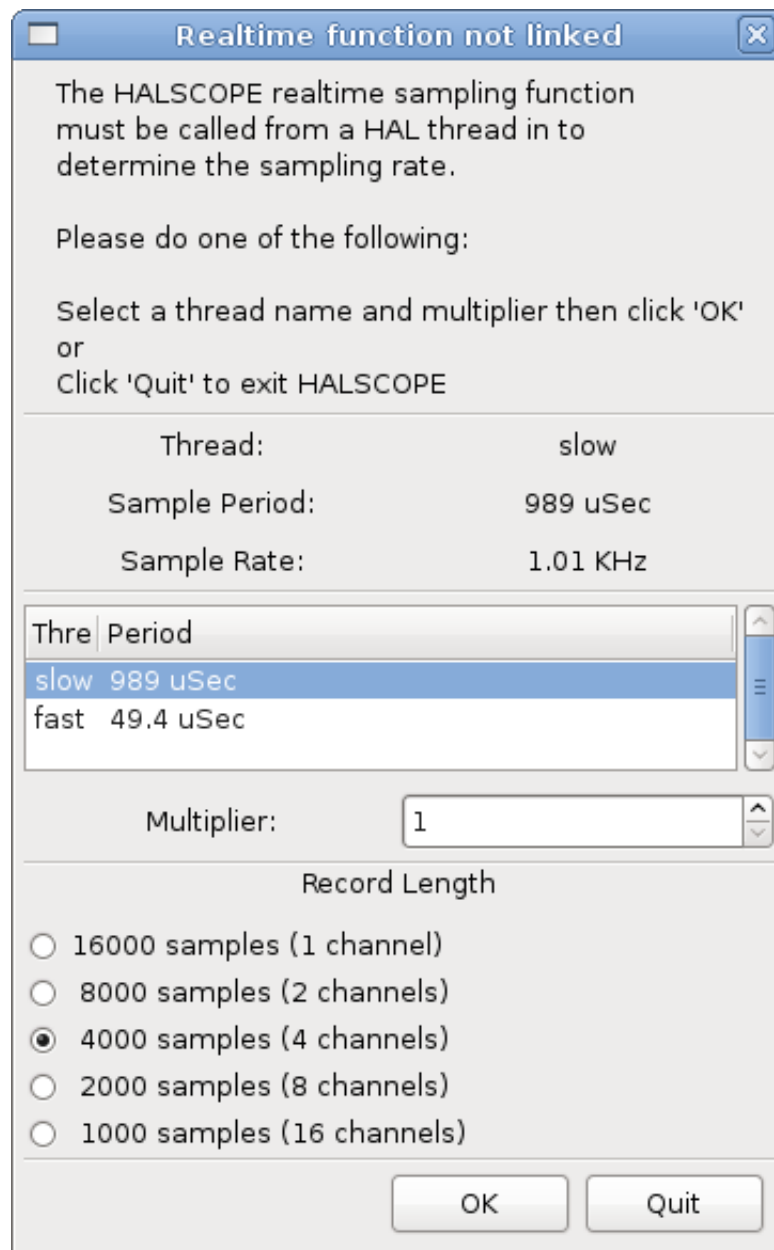 Realtime function not linked
The HALSCOPE realtime sampling function
must be called from a HAL thread in to
determine the sampling rate.
Please do one of the following:
Select a thread name and multiplier then click 'OK'
or
Click 'Quit' to exit HALSCOPE
Thread: slow
Sample Period: 989 uSec
Sample Rate: 1.01 KHz
Thre Period
slow 989 uSec
fast 49.4 uSec
Multiplier: 1
Record Length
16000 samples (1 channel)
8000 samples (2 channels)
4000 samples (4 channels)
2000 samples (8 channels)
1000 samples (16 channels)
OK Quit